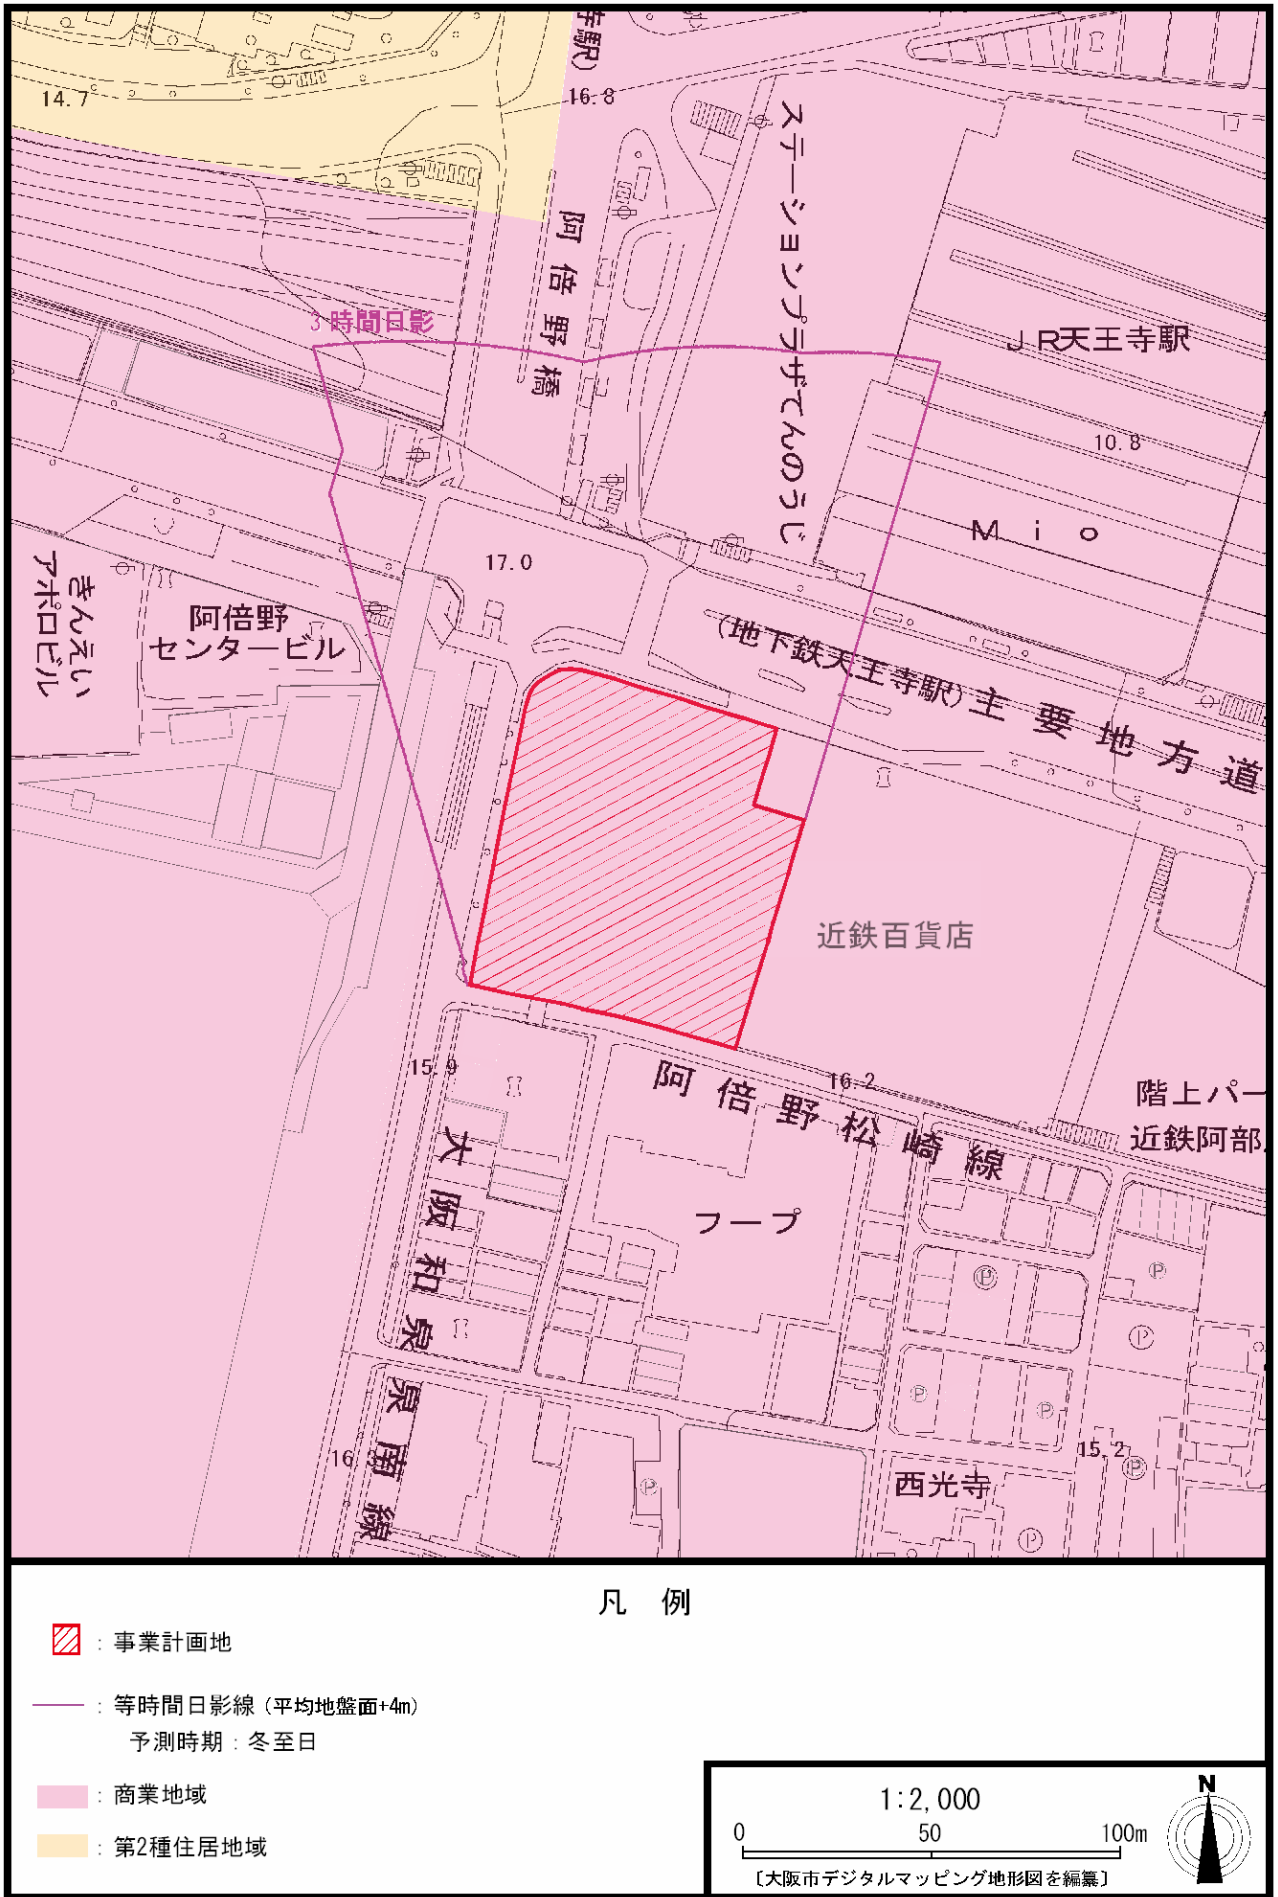 寺駅)
14.7
16.8
ステーションプラザてんのうじ
阿倍野橋
3時間日影
JR天王寺駅
10.8
Mio
17.0
きんえい
アポロビル
阿倍野
センタービル
(地下鉄天王寺駅)
主要地方道
近鉄百貨店
15.9
16.2
阿倍野松崎線
階上パー
近鉄阿部
大阪和泉泉南線
フープ
P
P
P
P
P
15.2
P
16.3
西光寺
P
P
凡 例
: 事業計画地
: 等時間日影線 (平均地盤面+4m)
予測時期 : 冬至日
: 商業地域
: 第2種住居地域
1:2,000
0 50 100m
〔大阪市デジタルマッピング地形図を編纂〕
N